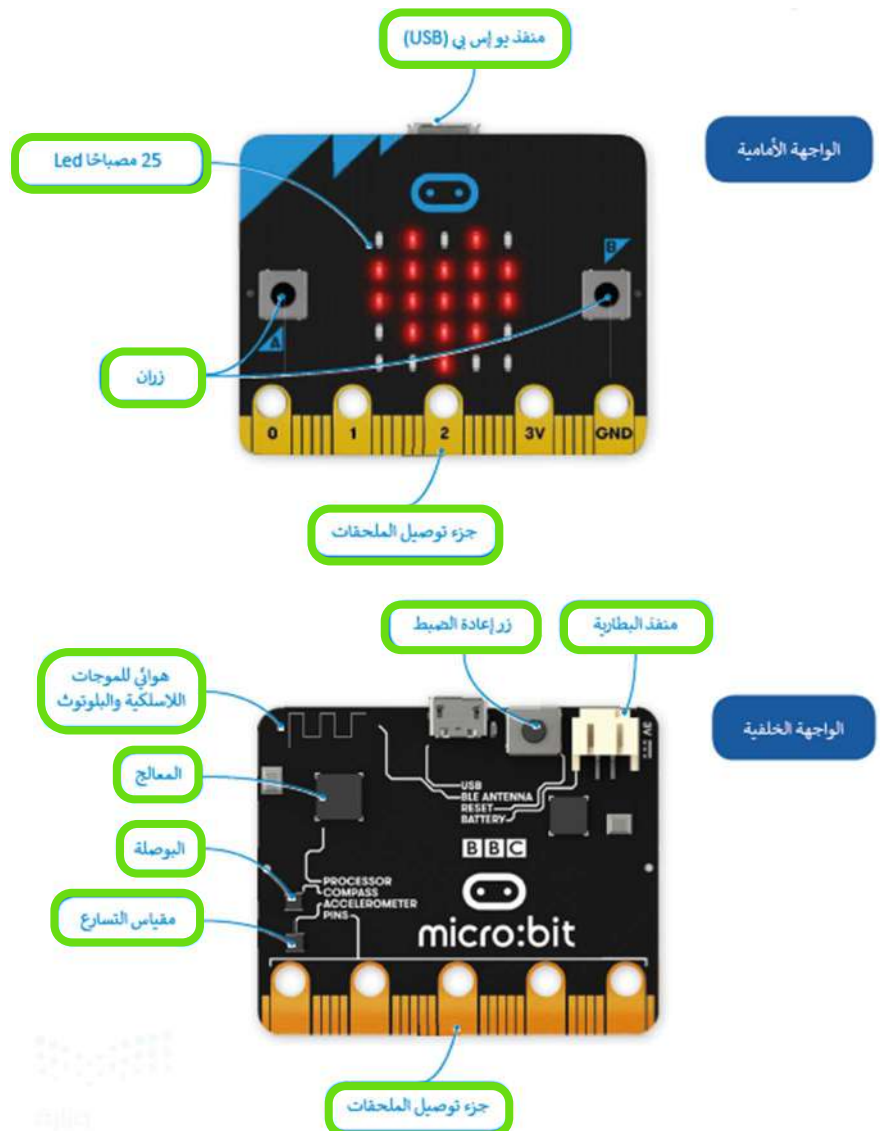 منفذ يو إس بي (USB)
الواجهة الأمامية
25 مصباحًا Led
B
A
زران
0 1 2 3V GND
جزء توصيل الملحقات
منفذ البطارية
زر إعادة الضبط
هوائي للموجات
اللاسلكية والبلوتوث
الواجهة الخلفية
3V
المعالج
USB
BLE ANTENNA
RESET
BATTERY
البوصلة
BBC
PROCESSOR
COMPASS
ACCELEROMETER
PINS
مقياس التسارع
micro:bit
جزء توصيل الملحقات